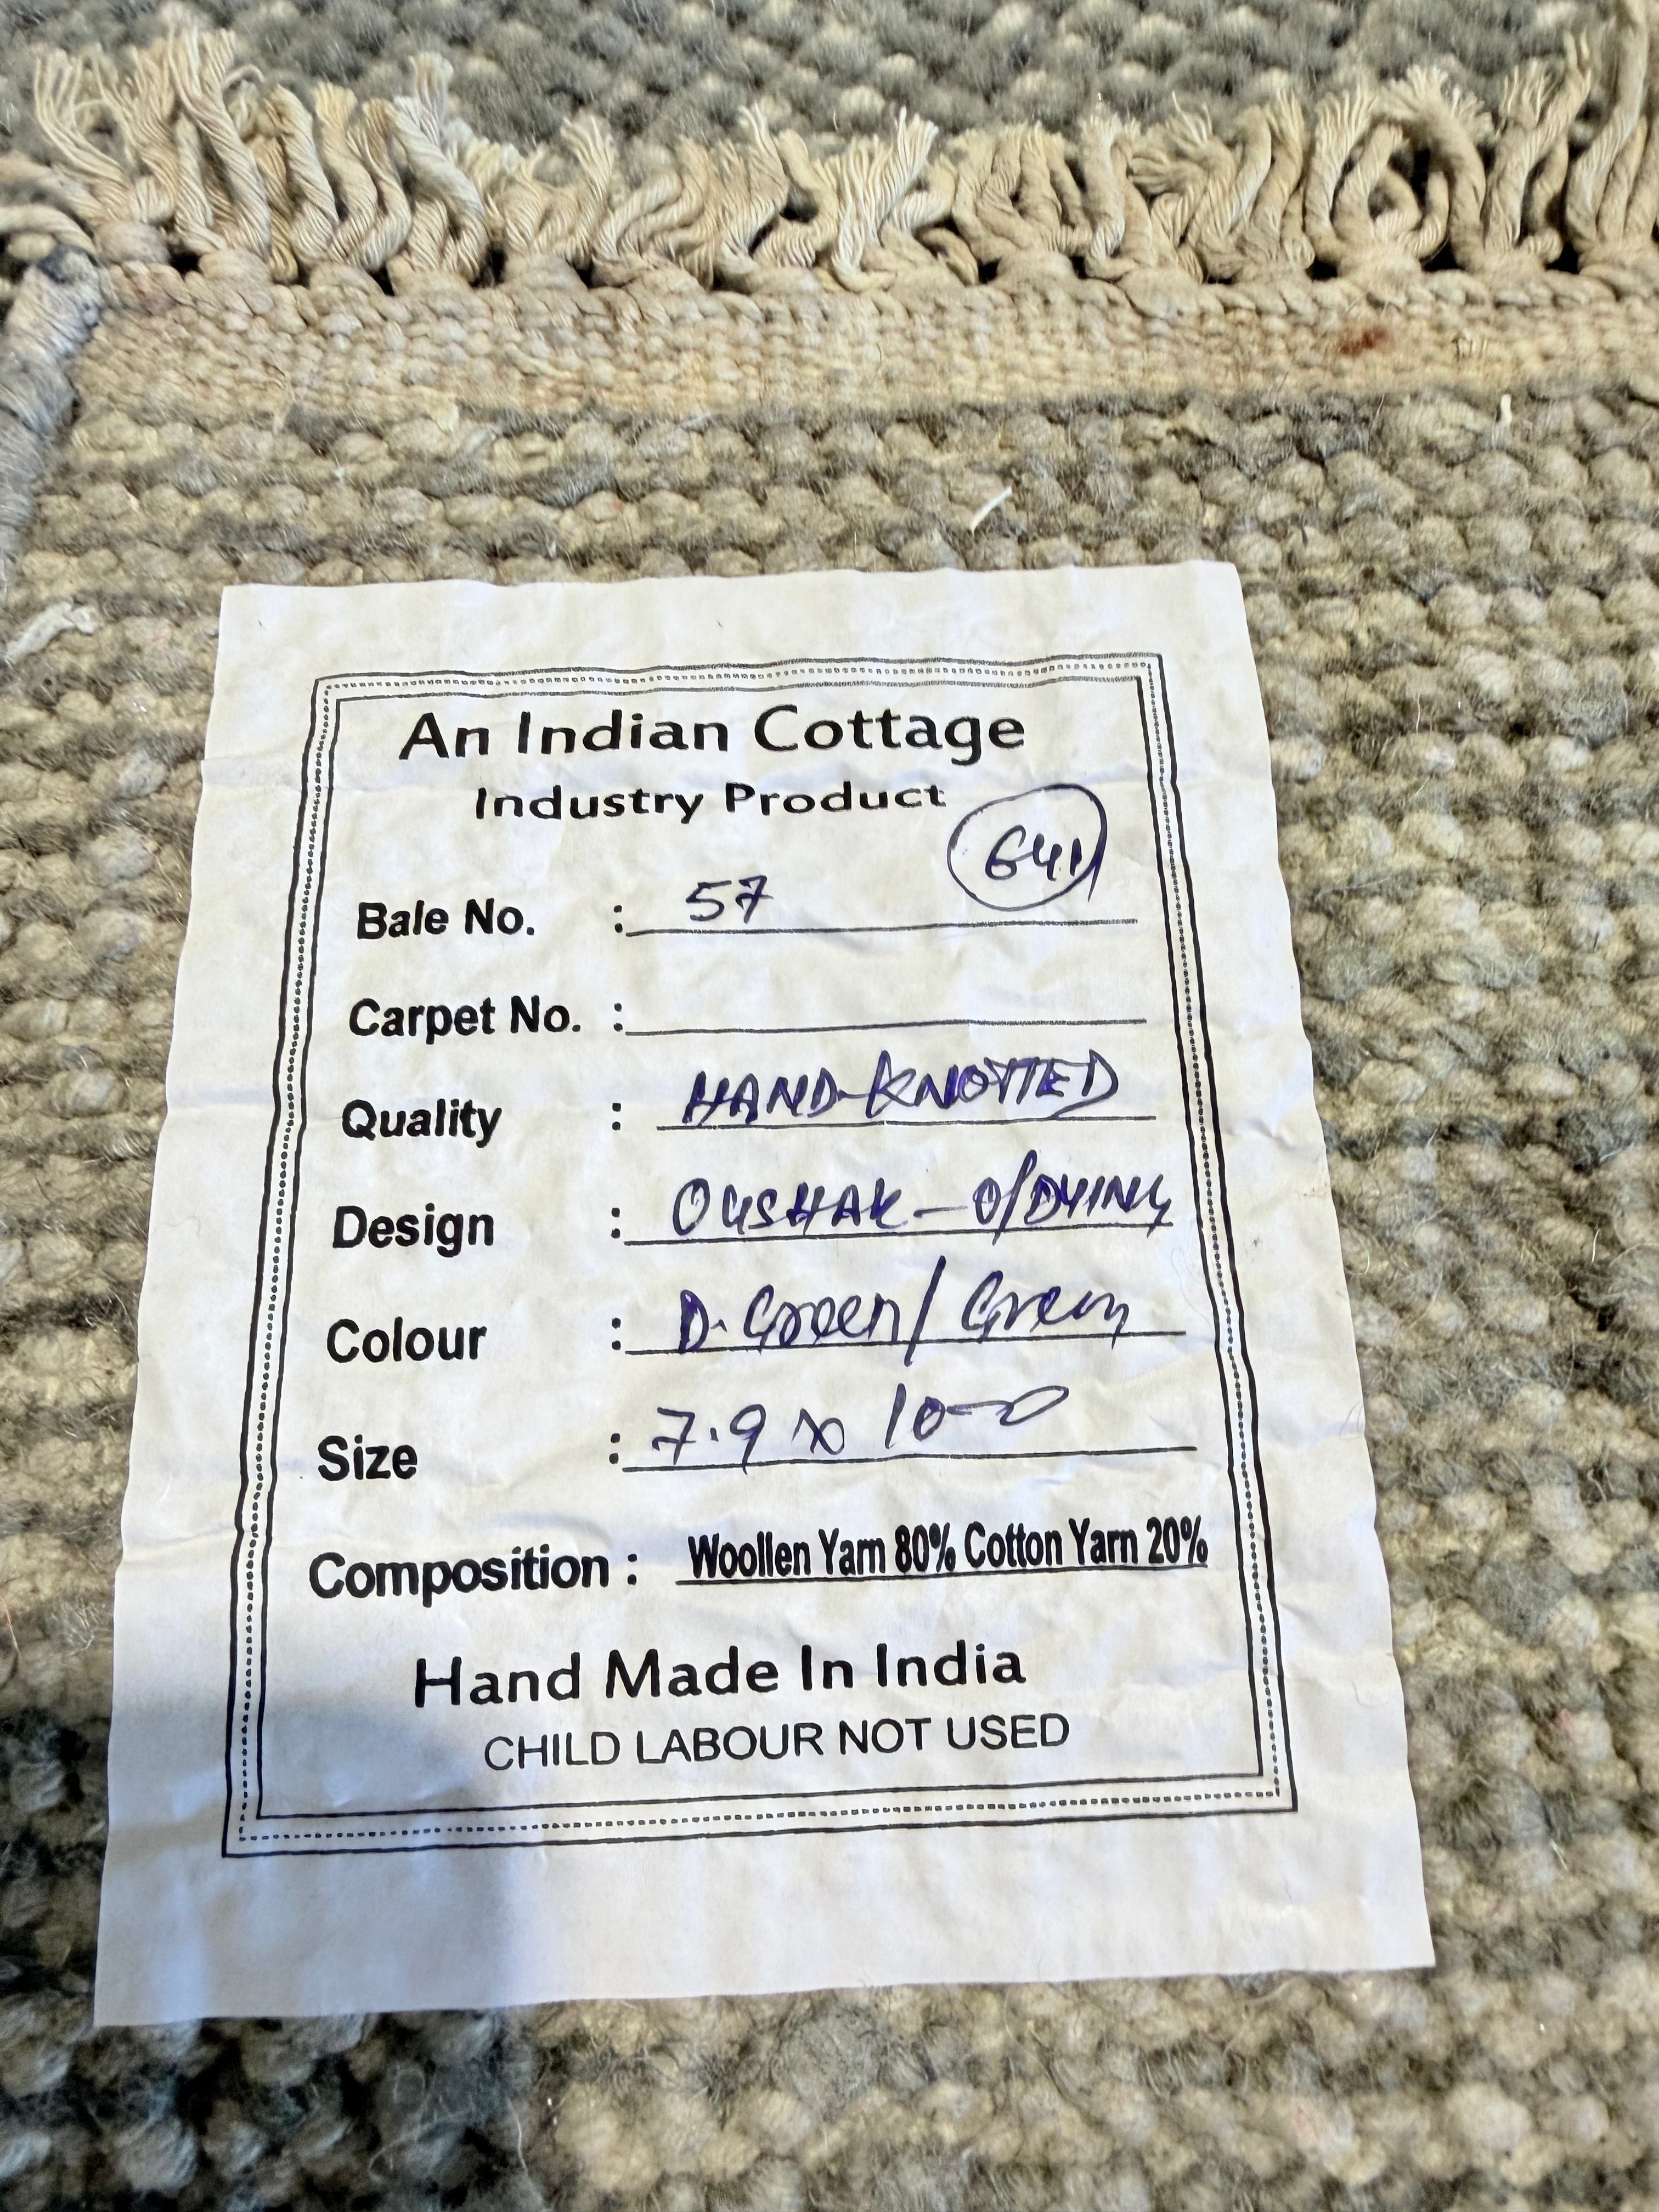 An Indian Cottage
Industry Product
641
Bale No. : 57
Carpet No. :
Quality : HAND-KNOTTED
Design : OUSHAK - O/DYING
Colour : D. Green / Green
Size : 7.9 x 10-0
Composition : Woollen Yarn 80% Cotton Yarn 20%
Hand Made In India
CHILD LABOUR NOT USED